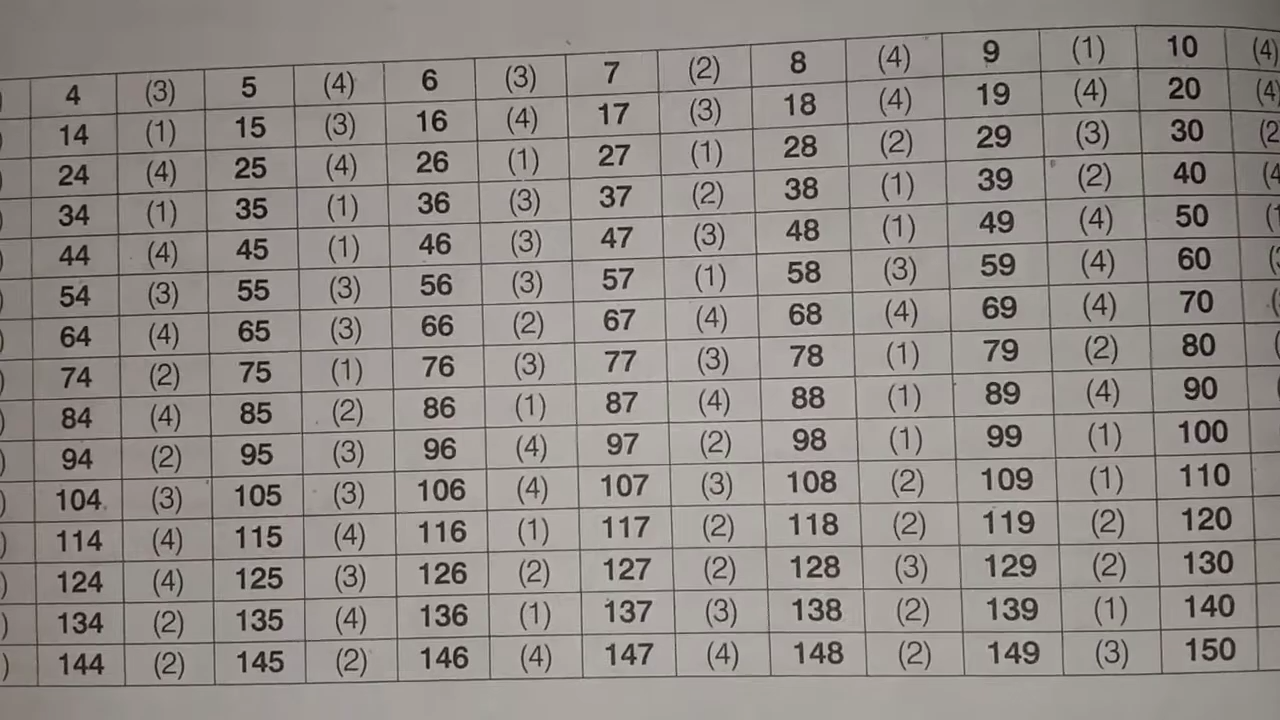 ) 4 (3) 5 (4) 6 (3) 7 (2) 8 (4) 9 (1) 10 (4)
) 14 (1) 15 (3) 16 (4) 17 (3) 18 (4) 19 (4) 20 (4)
) 24 (4) 25 (4) 26 (1) 27 (1) 28 (2) 29 (3) 30 (2
) 34 (1) 35 (1) 36 (3) 37 (2) 38 (1) 39 (2) 40 (4
) 44 (4) 45 (1) 46 (3) 47 (3) 48 (1) 49 (4) 50
) 54 (3) 55 (3) 56 (3) 57 (1) 58 (3) 59 (4) 60
) 64 (4) 65 (3) 66 (2) 67 (4) 68 (4) 69 (4) 70
) 74 (2) 75 (1) 76 (3) 77 (3) 78 (1) 79 (2) 80
) 84 (4) 85 (2) 86 (1) 87 (4) 88 (1) 89 (4) 90
) 94 (2) 95 (3) 96 (4) 97 (2) 98 (1) 99 (1) 100
) 104 (3) 105 (3) 106 (4) 107 (3) 108 (2) 109 (1) 110
) 114 (4) 115 (4) 116 (1) 117 (2) 118 (2) 119 (2) 120
) 124 (4) 125 (3) 126 (2) 127 (2) 128 (3) 129 (2) 130
) 134 (2) 135 (4) 136 (1) 137 (3) 138 (2) 139 (1) 140
) 144 (2) 145 (2) 146 (4) 147 (4) 148 (2) 149 (3) 150